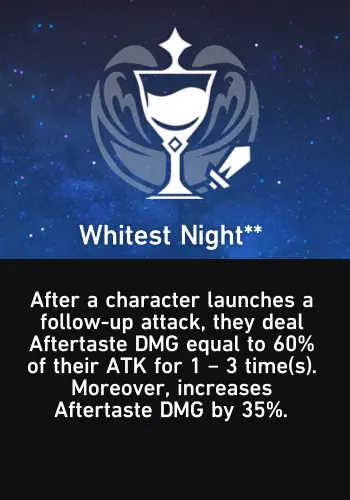 Whitest Night**
After a character launches a
follow-up attack, they deal
Aftertaste DMG equal to 60%
of their ATK for 1 – 3 time(s).
Moreover, increases
Aftertaste DMG by 35%.